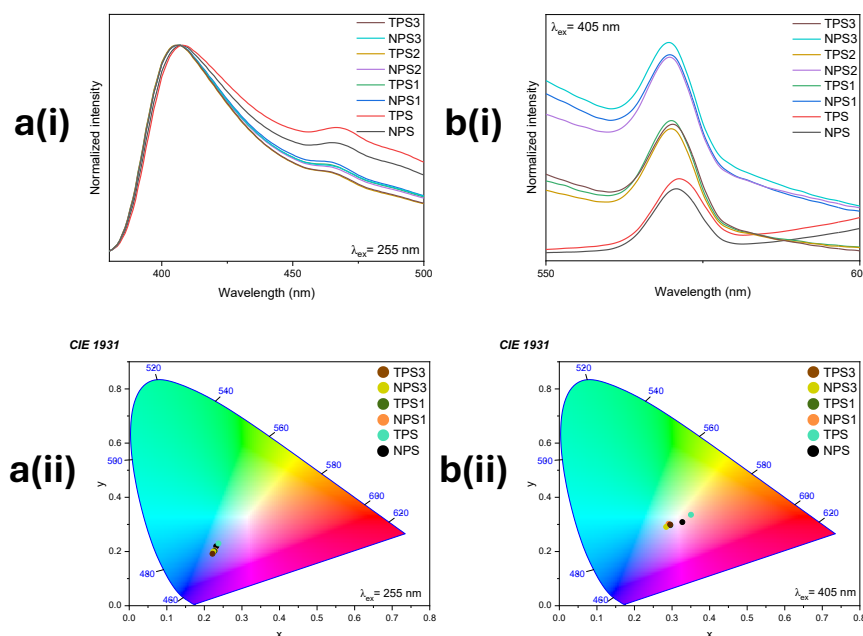 a(i)
Normalized intensity
TPS3
NPS3
TPS2
NPS2
TPS1
NPS1
TPS
NPS
λex= 255 nm
400
450
500
Wavelength (nm)
b(i)
Normalized intensity
λex= 405 nm
TPS3
NPS3
TPS2
NPS2
TPS1
NPS1
TPS
NPS
550
60
Wavelength (nm)
a(ii)
CIE 1931
TPS3
NPS3
TPS1
NPS1
TPS
NPS
520
540
560
580
600
620
500
480
460
0.8
0.6
0.4
0.2
0.0
y
0.0 0.1 0.2 0.3 0.4 0.5 0.6 0.7 0.8
x
λex= 255 nm
b(ii)
CIE 1931
TPS3
NPS3
TPS1
NPS1
TPS
NPS
520
540
560
580
600
620
500
480
460
0.8
0.6
0.4
0.2
0.0
y
0.0 0.1 0.2 0.3 0.4 0.5 0.6 0.7 0.8
x
λex= 405 nm